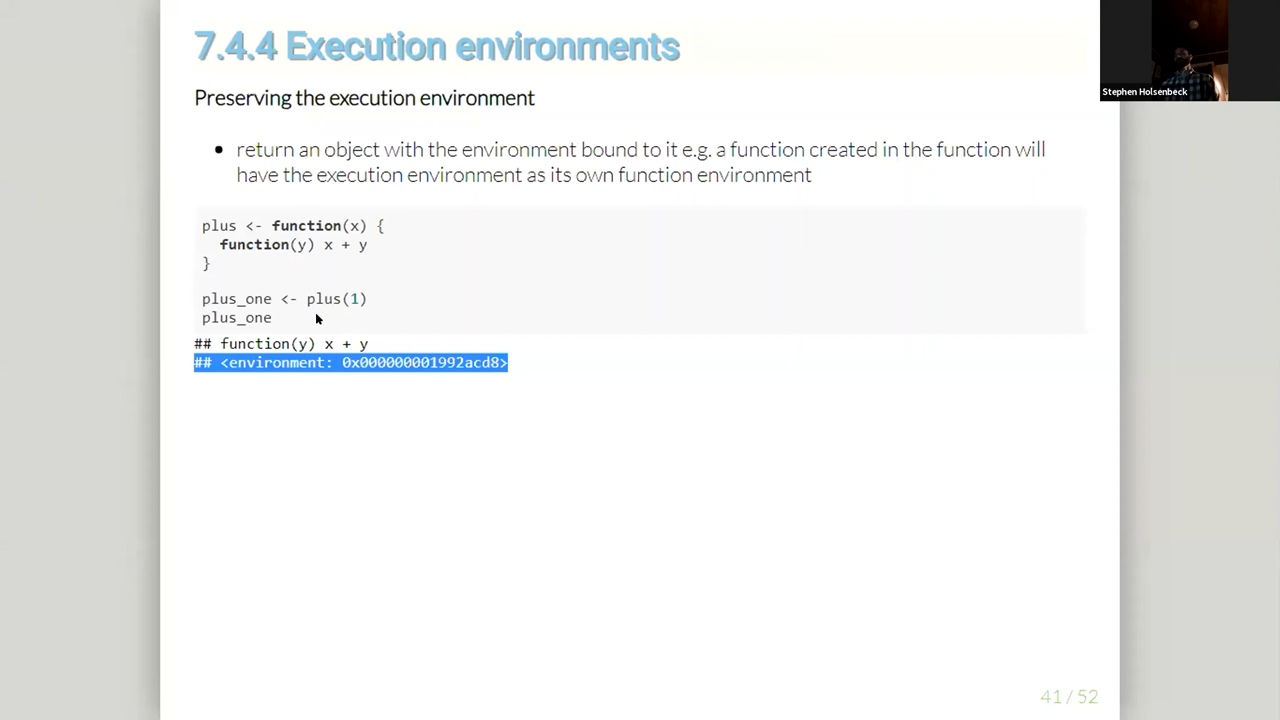 7.4.4 Execution environments
Stephen Holsenbeck
Preserving the execution environment
• return an object with the environment bound to it e.g. a function created in the function will
have the execution environment as its own function environment
plus <- function(x) {
  function(y) x + y
}
plus_one <- plus(1)
plus_one
## function(y) x + y
## <environment: 0x000000001992acd8>
41 / 52